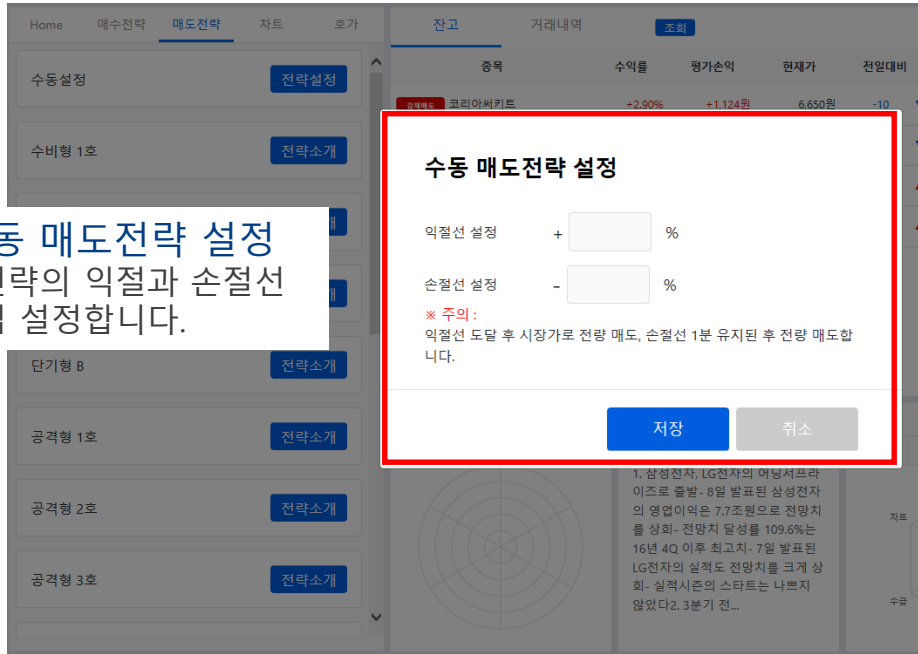 Home 매수전략 매도전략 차트 호가
잔고 거래내역 조회
종목 수익률 평가손익 현재가 전일대비
수동설정 전략설정
강제매도 코리아써키트 +2.90% +1,124원 6,650원 -10
수비형 1호 전략소개
동 매도전략 설정
전략의 익절과 손절선
설정합니다.
단기형 B 전략소개
공격형 1호 전략소개
공격형 2호 전략소개
공격형 3호 전략소개
수동 매도전략 설정
익절선 설정 + %
손절선 설정 - %
※ 주의 :
익절선 도달 후 시장가로 전량 매도, 손절선 1분 유지된 후 전량 매도합
니다.
저장 취소
1. 삼성전자, LG전자의 어닝서프라
이즈로 출발- 8일 발표된 삼성전자
의 영업이익은 7.7조원으로 전망치
를 상회- 전망치 달성률 109.6%는
16년 4Q 이후 최고치- 7일 발표된
LG전자의 실적도 전망치를 크게 상
회- 실적시즌의 스타트는 나쁘지
않았다2. 3분기 전...
차트
수급